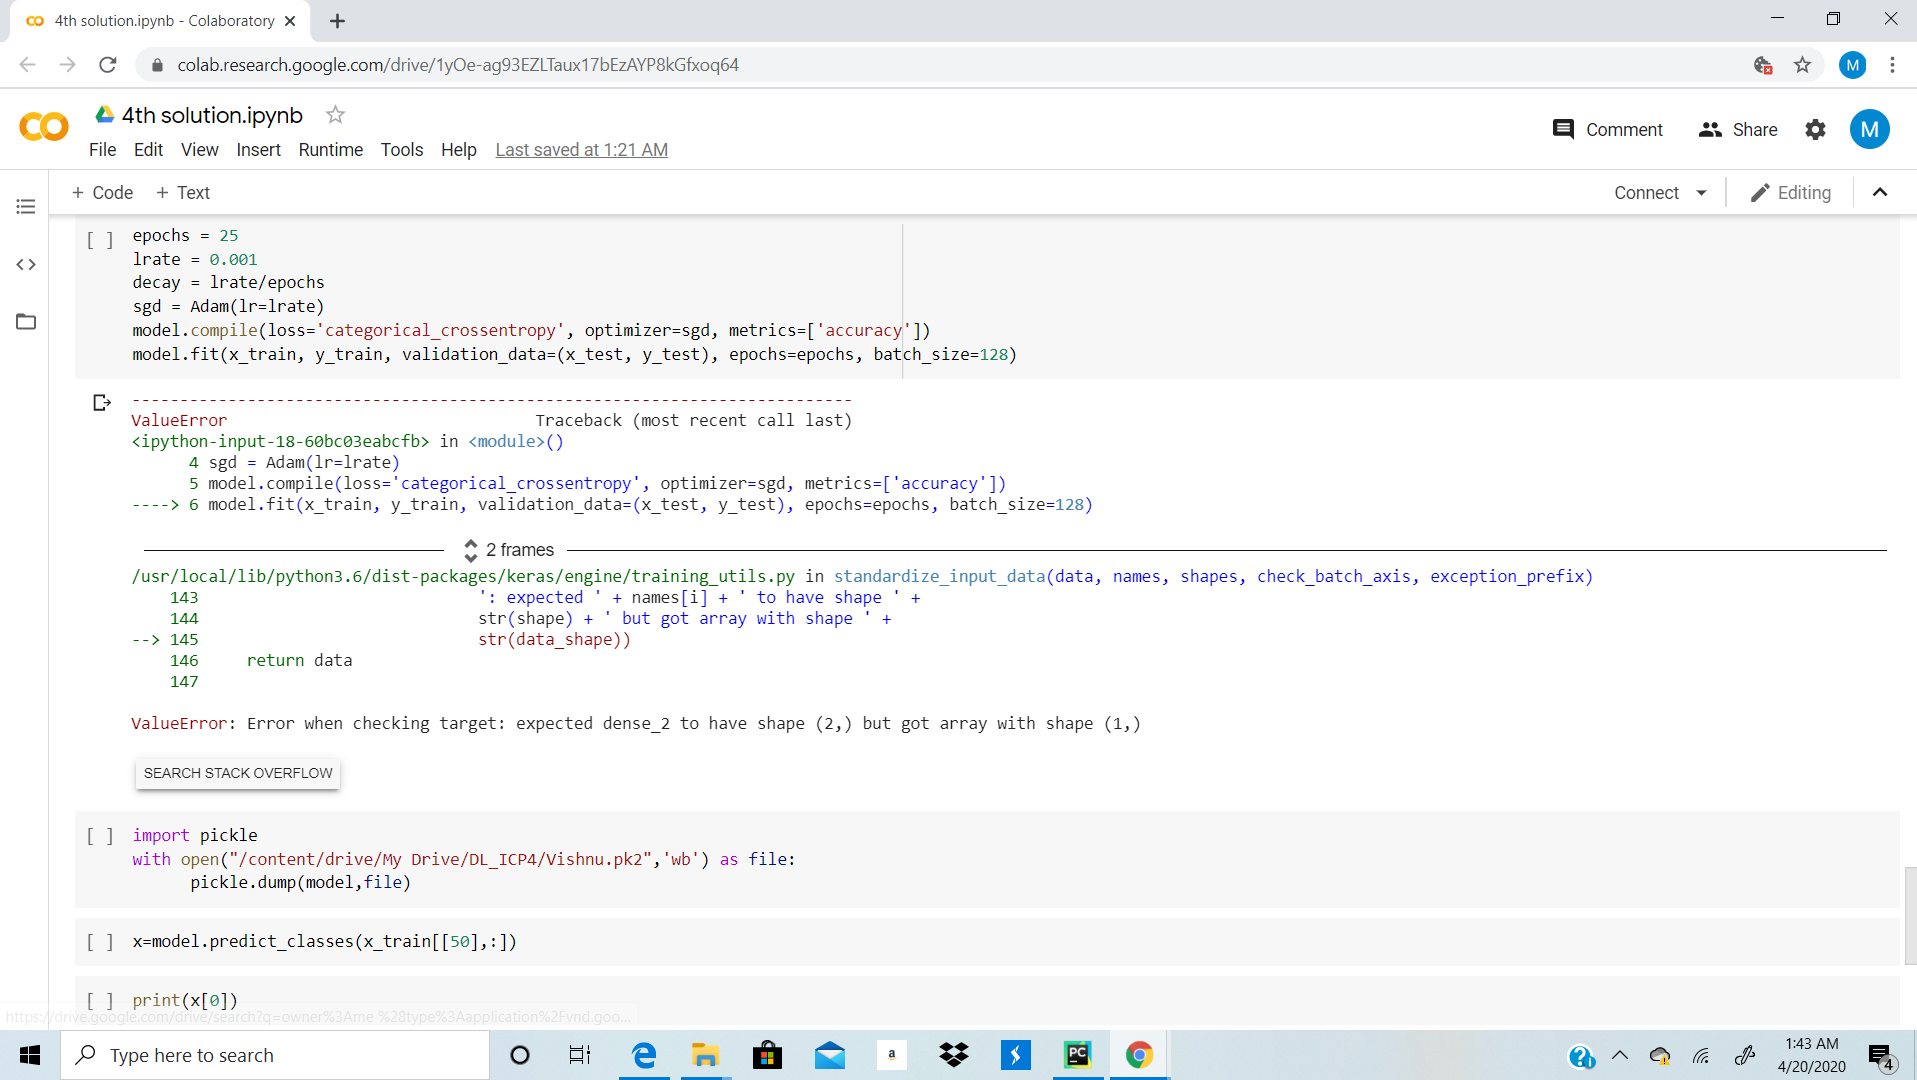 4th solution.ipynb - Colaboratory
colab.research.google.com/drive/1yOe-ag93EZLTaux17bEzAYP8kGfxoq64
M
4th solution.ipynb
Comment
Share
M
File Edit View Insert Runtime Tools Help Last saved at 1:21 AM
+ Code + Text
Connect
Editing
[ ] epochs = 25
lrate = 0.001
decay = lrate/epochs
sgd = Adam(lr=lrate)
model.compile(loss='categorical_crossentropy', optimizer=sgd, metrics=['accuracy'])
model.fit(x_train, y_train, validation_data=(x_test, y_test), epochs=epochs, batch_size=128)
---------------------------------------------------------------------------
ValueError Traceback (most recent call last)
<ipython-input-18-60bc03eabcfb> in <module>()
4 sgd = Adam(lr=lrate)
5 model.compile(loss='categorical_crossentropy', optimizer=sgd, metrics=['accuracy'])
----> 6 model.fit(x_train, y_train, validation_data=(x_test, y_test), epochs=epochs, batch_size=128)
2 frames
/usr/local/lib/python3.6/dist-packages/keras/engine/training_utils.py in standardize_input_data(data, names, shapes, check_batch_axis, exception_prefix)
143 ': expected ' + names[i] + ' to have shape ' +
144 str(shape) + ' but got array with shape ' +
--> 145 str(data_shape))
146 return data
147
ValueError: Error when checking target: expected dense_2 to have shape (2,) but got array with shape (1,)
SEARCH STACK OVERFLOW
[ ] import pickle
with open("/content/drive/My Drive/DL_ICP4/Vishnu.pk2",'wb') as file:
pickle.dump(model,file)
[ ] x=model.predict_classes(x_train[[50],:])
[ ] print(x[0])
https://drive.google.com/drive/search?q=owner%3Ame %28type%3Aapplication%2Fvnd.goo...
Type here to search
a
PC
1:43 AM
4/20/2020
4